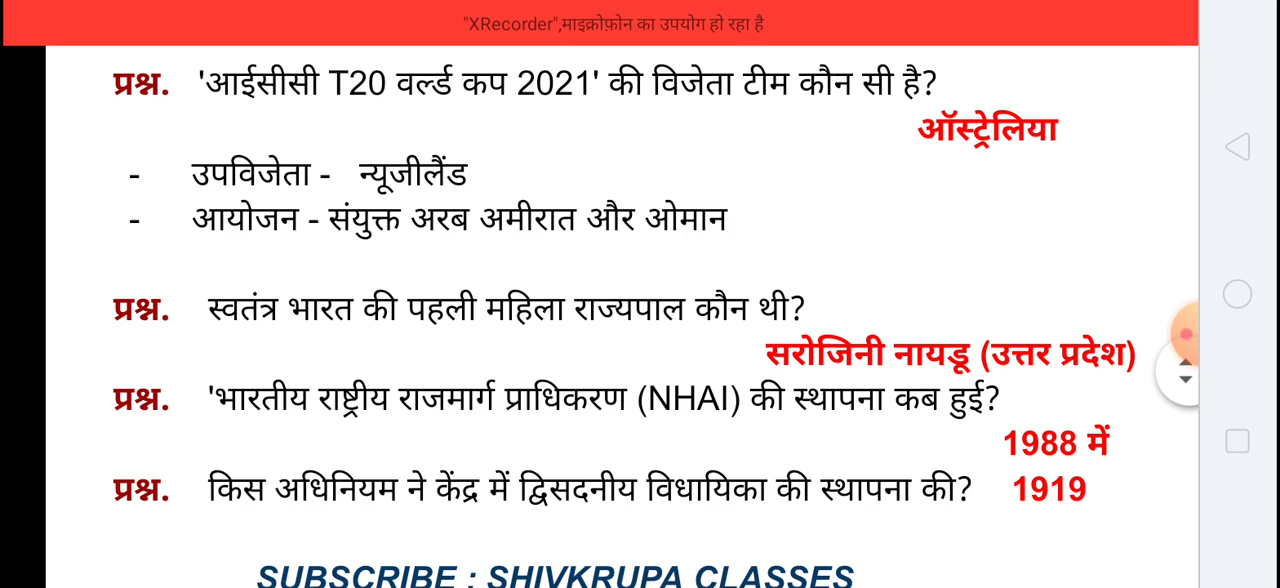 "XRecorder",माइक्रोफ़ोन का उपयोग हो रहा है
प्रश्न. 'आईसीसी T20 वर्ल्ड कप 2021' की विजेता टीम कौन सी है?
ऑस्ट्रेलिया
- उपविजेता - न्यूजीलैंड
- आयोजन - संयुक्त अरब अमीरात और ओमान
प्रश्न. स्वतंत्र भारत की पहली महिला राज्यपाल कौन थी?
सरोजिनी नायडू (उत्तर प्रदेश)
प्रश्न. 'भारतीय राष्ट्रीय राजमार्ग प्राधिकरण (NHAI) की स्थापना कब हुई?
1988 में
प्रश्न. किस अधिनियम ने केंद्र में द्विसदनीय विधायिका की स्थापना की? 1919
SUBSCRIBE : SHIVKRUPA CLASSES